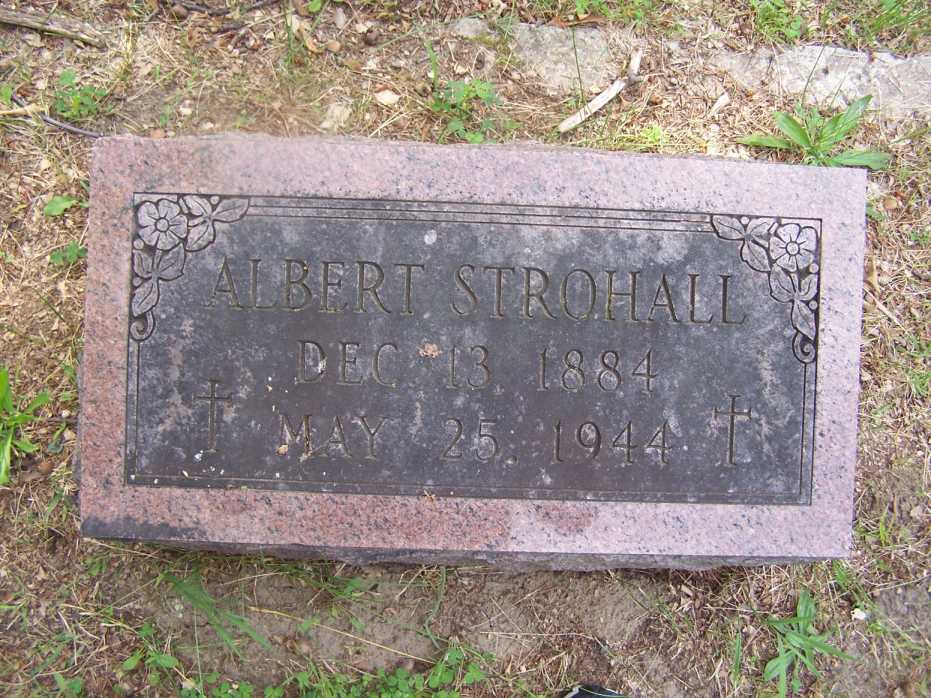 ALBERT STROHALL
DEC 13, 1884
MAY 25, 1944